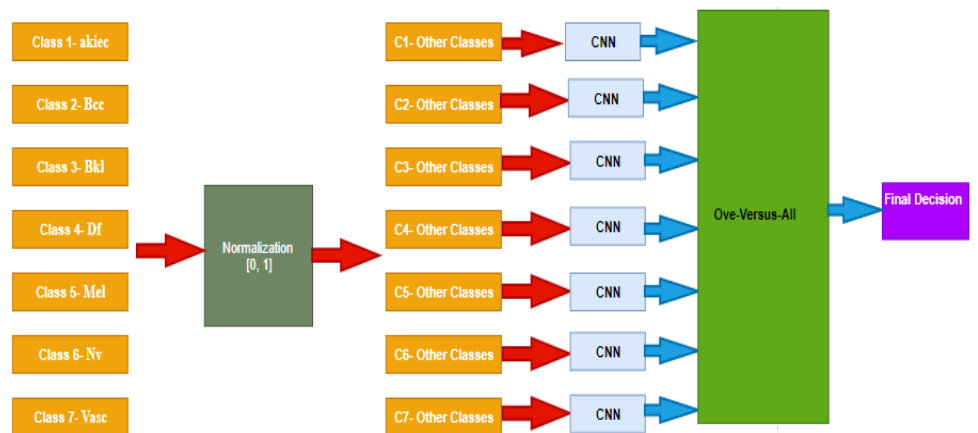 Class 1- akiec
Class 2- Bcc
Class 3- Bkl
Class 4- Df
Class 5- Mel
Class 6- Nv
Class 7- Vasc
Normalization
[0, 1]
C1- Other Classes
C2- Other Classes
C3- Other Classes
C4- Other Classes
C5- Other Classes
C6- Other Classes
C7- Other Classes
CNN
CNN
CNN
CNN
CNN
CNN
CNN
Ove-Versus-All
Final Decision